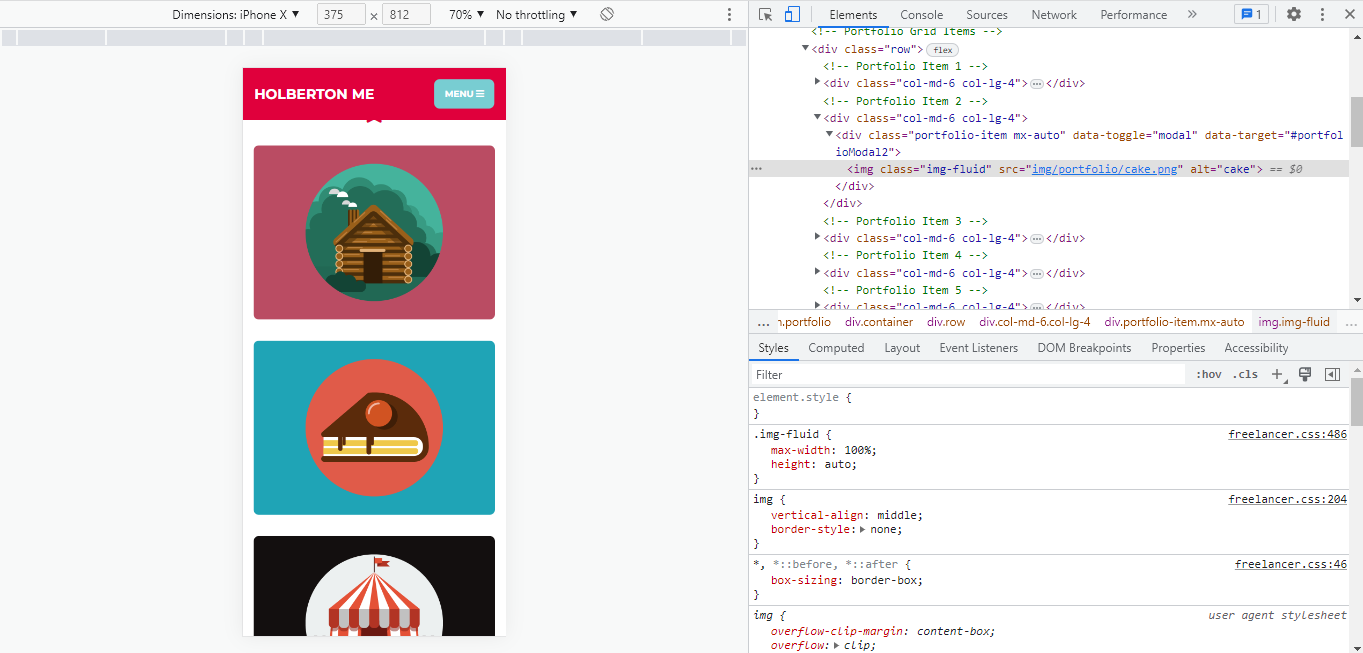 Dimensions: iPhone X ▼ 375 × 812 70% ▼ No throttling ▼
HOLBERTON ME
MENU
Elements Console Sources Network Performance » 1
<!-- Portfolio Grid Items -->
<div class="row"> flex
<!-- Portfolio Item 1 -->
<div class="col-md-6 col-lg-4"> … </div>
<!-- Portfolio Item 2 -->
<div class="col-md-6 col-lg-4">
<div class="portfolio-item mx-auto" data-toggle="modal" data-target="#portfol
ioModal2">
… <img class="img-fluid" src="img/portfolio/cake.png" alt="cake"> == $0
</div>
</div>
<!-- Portfolio Item 3 -->
<div class="col-md-6 col-lg-4"> … </div>
<!-- Portfolio Item 4 -->
<div class="col-md-6 col-lg-4"> … </div>
<!-- Portfolio Item 5 -->
<div class="col-md-6 col-lg-4"> … </div>
… n.portfolio div.container div.row div.col-md-6.col-lg-4 div.portfolio-item.mx-auto img.img-fluid …
Styles Computed Layout Event Listeners DOM Breakpoints Properties Accessibility
Filter :hov .cls +
element.style {
}
.img-fluid { freelancer.css:486
max-width: 100%;
height: auto;
}
img { freelancer.css:204
vertical-align: middle;
border-style: none;
}
*, *::before, *::after { freelancer.css:46
box-sizing: border-box;
}
img { user agent stylesheet
overflow-clip-margin: content-box;
overflow: clip;